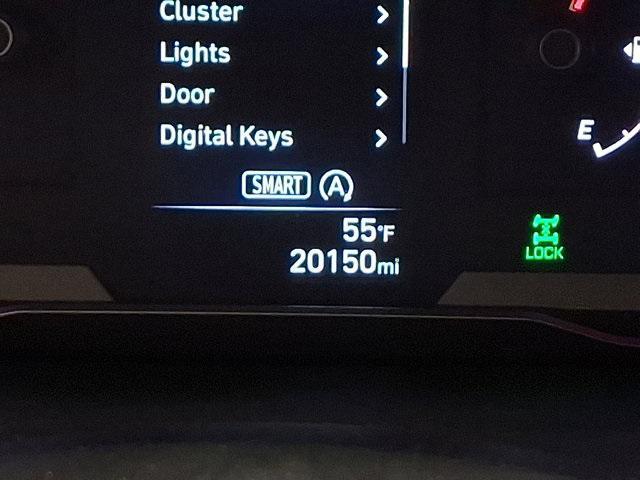 Cluster
Lights
Door
E
Digital Keys
SMART A
55°F
LOCK
20150mi